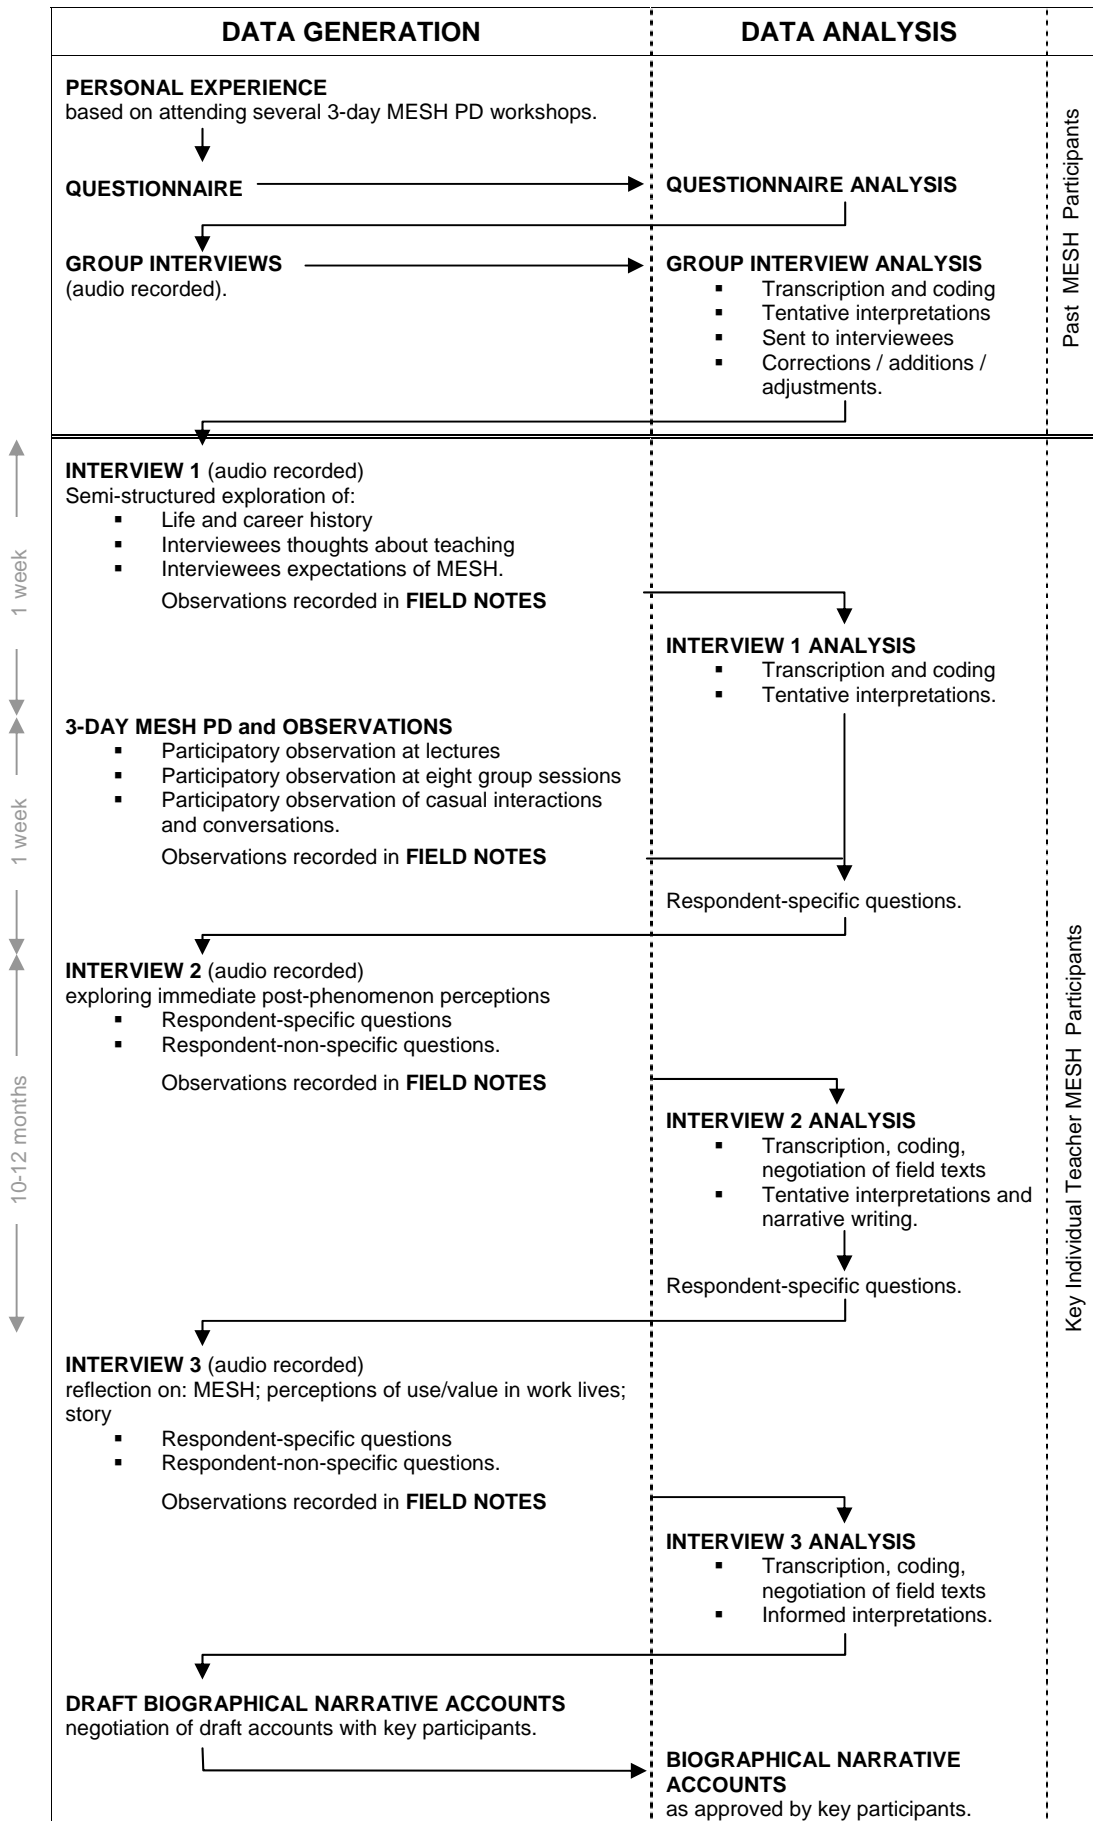 DATA GENERATION
DATA ANALYSIS
PERSONAL EXPERIENCE
based on attending several 3-day MESH PD workshops.
QUESTIONNAIRE
QUESTIONNAIRE ANALYSIS
GROUP INTERVIEWS
(audio recorded).
GROUP INTERVIEW ANALYSIS
▪ Transcription and coding
▪ Tentative interpretations
▪ Sent to interviewees
▪ Corrections / additions /
adjustments.
Past MESH Participants
INTERVIEW 1 (audio recorded)
Semi-structured exploration of:
▪ Life and career history
▪ Interviewees thoughts about teaching
▪ Interviewees expectations of MESH.
Observations recorded in FIELD NOTES
1 week
INTERVIEW 1 ANALYSIS
▪ Transcription and coding
▪ Tentative interpretations.
3-DAY MESH PD and OBSERVATIONS
▪ Participatory observation at lectures
▪ Participatory observation at eight group sessions
▪ Participatory observation of casual interactions
and conversations.
Observations recorded in FIELD NOTES
1 week
Respondent-specific questions.
INTERVIEW 2 (audio recorded)
exploring immediate post-phenomenon perceptions
▪ Respondent-specific questions
▪ Respondent-non-specific questions.
Observations recorded in FIELD NOTES
10-12 months
INTERVIEW 2 ANALYSIS
▪ Transcription, coding,
negotiation of field texts
▪ Tentative interpretations and
narrative writing.
Respondent-specific questions.
Key Individual Teacher MESH Participants
INTERVIEW 3 (audio recorded)
reflection on: MESH; perceptions of use/value in work lives;
story
▪ Respondent-specific questions
▪ Respondent-non-specific questions.
Observations recorded in FIELD NOTES
INTERVIEW 3 ANALYSIS
▪ Transcription, coding,
negotiation of field texts
▪ Informed interpretations.
DRAFT BIOGRAPHICAL NARRATIVE ACCOUNTS
negotiation of draft accounts with key participants.
BIOGRAPHICAL NARRATIVE
ACCOUNTS
as approved by key participants.